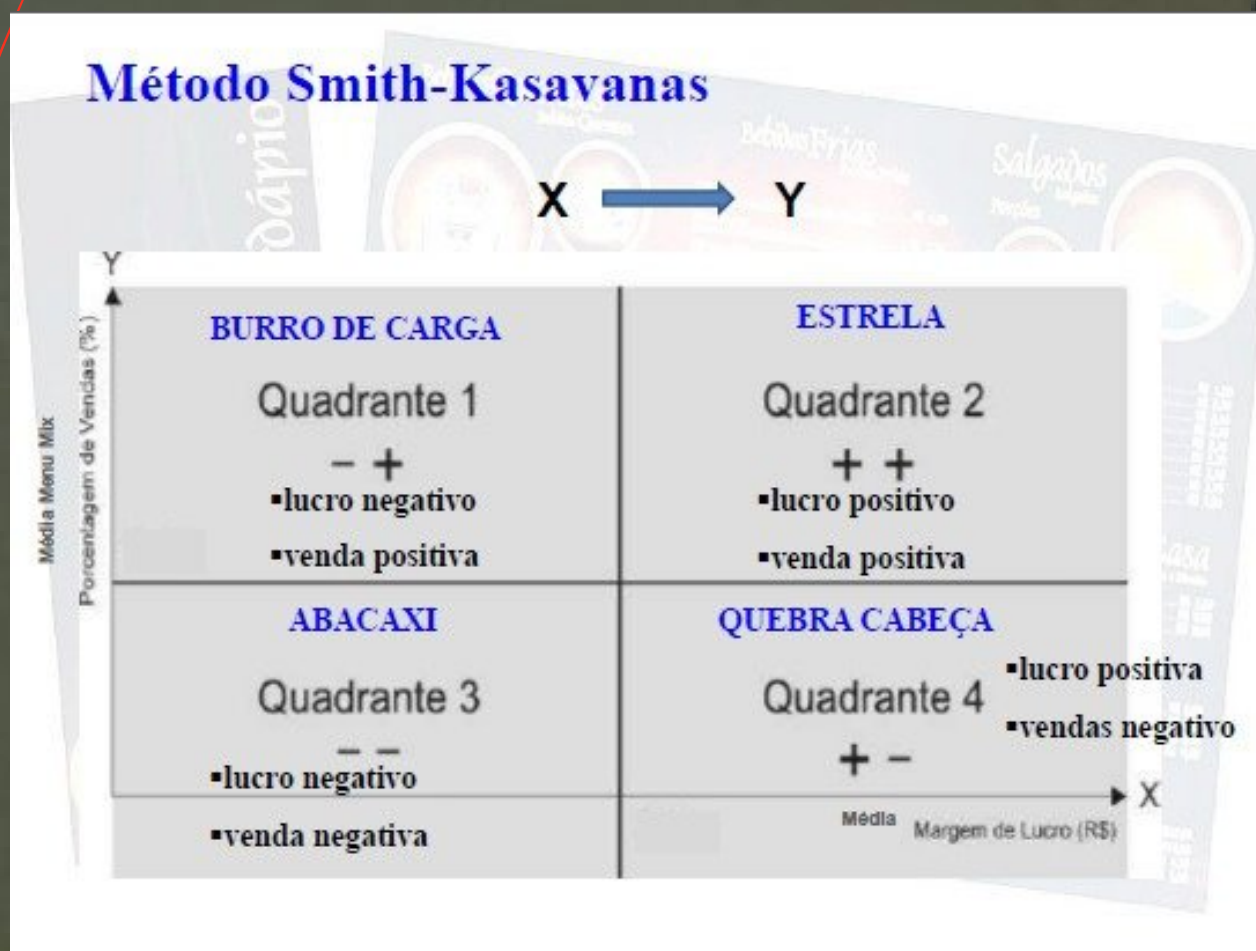 Método Smith-Kasavanas
X Y
Bebidas Frias
Salgados
dápio
Y
Média Menu Mix
Porcentagem de Vendas (%)
BURRO DE CARGA
Quadrante 1
- +
▪lucro negativo
▪venda positiva
ESTRELA
Quadrante 2
+ +
▪lucro positivo
▪venda positiva
ABACAXI
Quadrante 3
- -
▪lucro negativo
▪venda negativa
QUEBRA CABEÇA
Quadrante 4
+ -
▪lucro positiva
▪vendas negativo
X
Média
Margem de Lucro (R$)